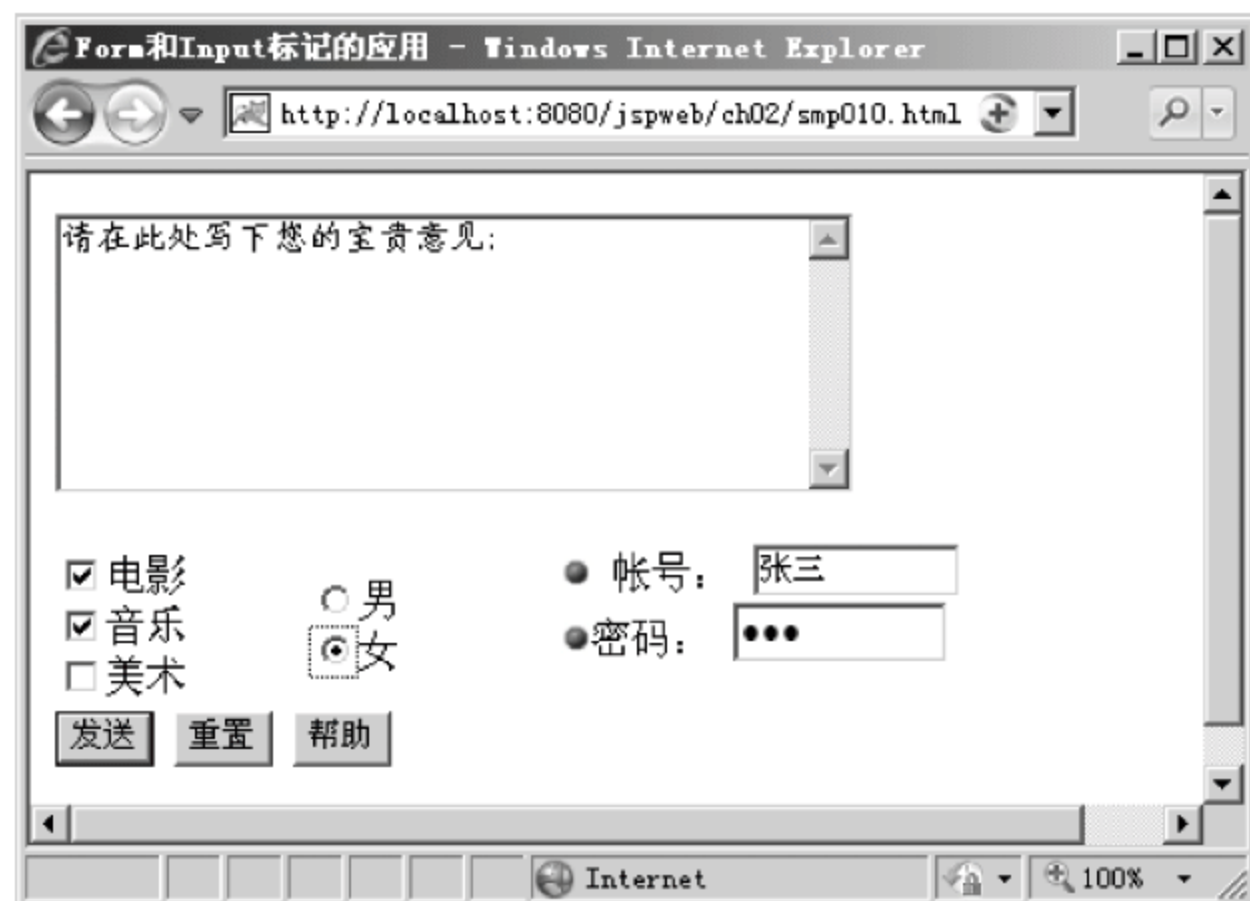 Form和Input标记的应用 - Windows Internet Explorer
http://localhost:8080/jspweb/ch02/smp010.html
请在此处写下您的宝贵意见:
电影
音乐
美术
男
女
帐号：
张三
密码：
发送 重置 帮助
Internet
100%